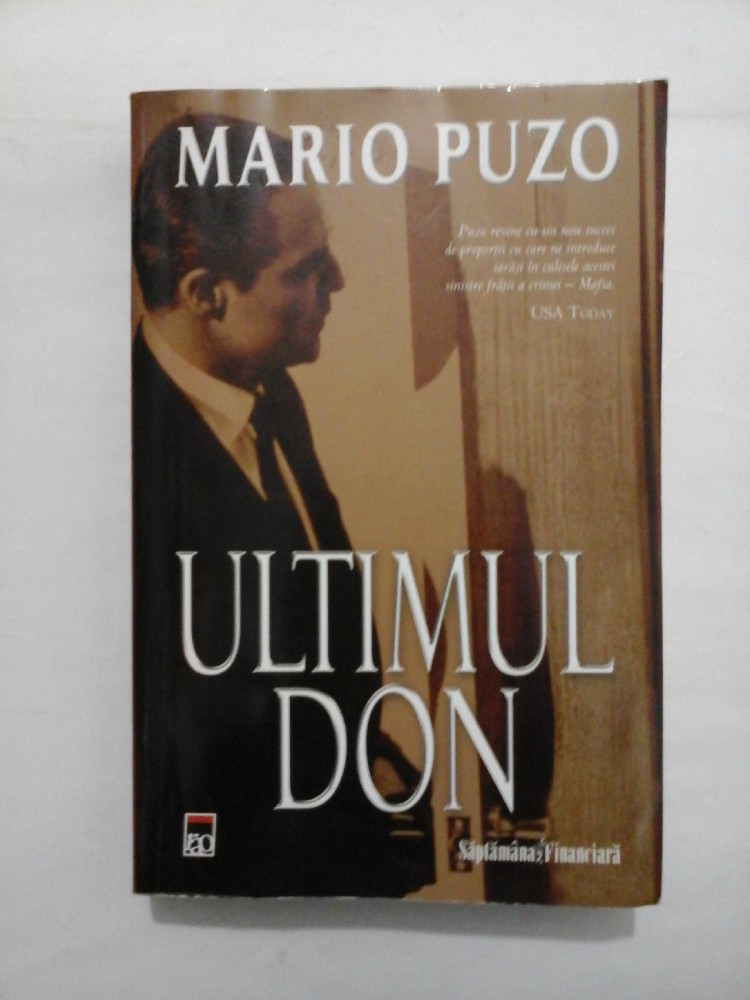 MARIO PUZO
Puzo revine cu un nou succes
de proporții cu care ne introduce
iarăși în culisele acestei
sinistre frății a crimei – Mafia.
USA TODAY
ULTIMUL
DON
rao
Săptămâna Financiară